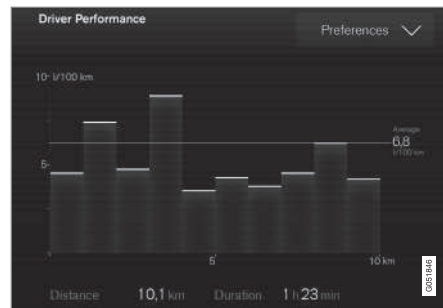 Driver Performance
Preferences
10- l/100 km
Average
6,8
l/100 km
5-
5
10 km
Distance 10,1 km Duration 1 h 23 min
G051846